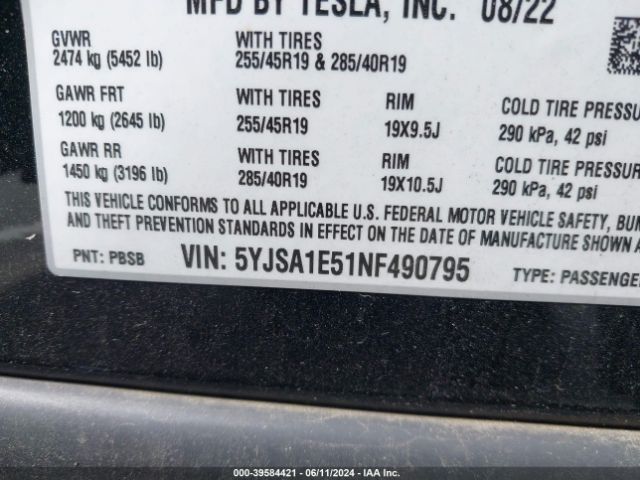 MFD BY TESLA, INC. 08/22
GVWR WITH TIRES
2474 kg (5452 lb) 255/45R19 & 285/40R19
GAWR FRT WITH TIRES RIM COLD TIRE PRESSUR
1200 kg (2645 lb) 255/45R19 19X9.5J 290 kPa, 42 psi
GAWR RR WITH TIRES RIM COLD TIRE PRESSUR
1450 kg (3196 lb) 285/40R19 19X10.5J 290 kPa, 42 psi
THIS VEHICLE CONFORMS TO ALL APPLICABLE U.S. FEDERAL MOTOR VEHICLE SAFETY, BUM
AND THEFT PREVENTION STANDARDS IN EFFECT ON THE DATE OF MANUFACTURE SHOWN A
PNT: PBSB VIN: 5YJSA1E51NF490795 TYPE: PASSENGE
000-39584421 - 06/11/2024 - IAA Inc.